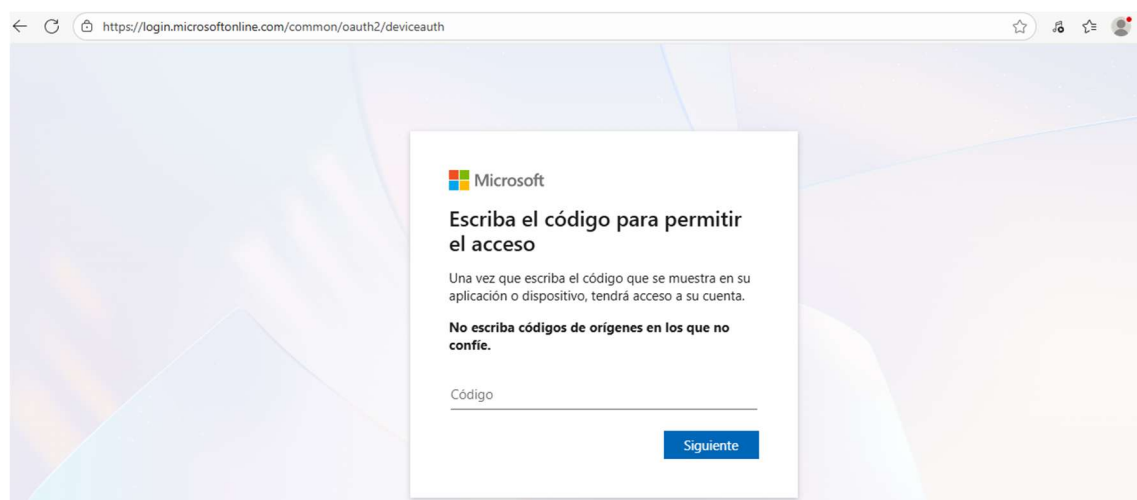 https://login.microsoftonline.com/common/oauth2/deviceauth
Microsoft
Escriba el código para permitir
el acceso
Una vez que escriba el código que se muestra en su
aplicación o dispositivo, tendrá acceso a su cuenta.
No escriba códigos de orígenes en los que no
confíe.
Código
Siguiente